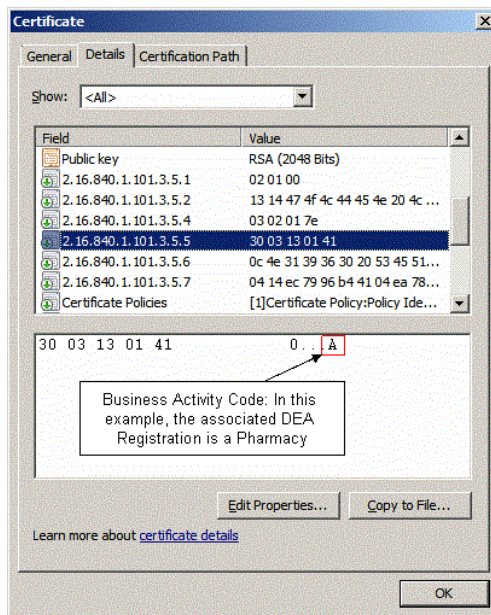 Certificate
General Details Certification Path
Show: <All>
Field Value
Public key RSA (2048 Bits)
2.16.840.1.101.3.5.1 02 01 00
2.16.840.1.101.3.5.2 13 14 47 4f 4c 44 45 4e 20 4c ...
2.16.840.1.101.3.5.4 03 02 01 7e
2.16.840.1.101.3.5.5 30 03 13 01 41
2.16.840.1.101.3.5.6 0c 4e 31 39 36 30 20 53 45 51...
2.16.840.1.101.3.5.7 04 14 ec 79 96 b4 41 04 ea 78...
Certificate Policies [1]Certificate Policy:Policy Ide...
30 03 13 01 41 0...A
Business Activity Code: In this
example, the associated DEA
Registration is a Pharmacy
Edit Properties... Copy to File...
Learn more about certificate details
OK